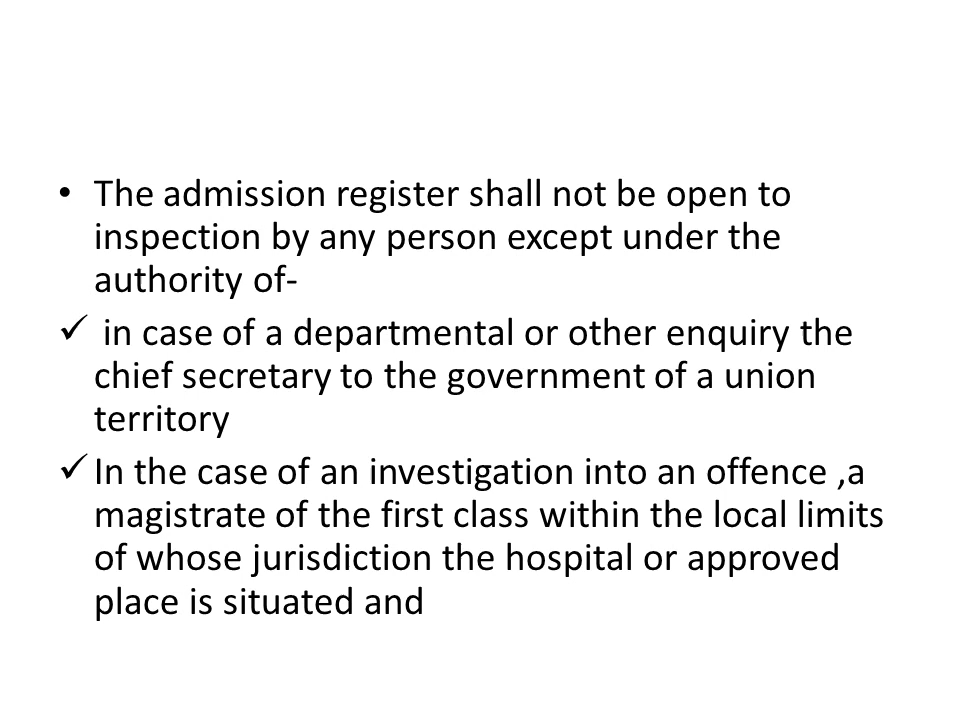 • The admission register shall not be open to
inspection by any person except under the
authority of-
✓ in case of a departmental or other enquiry the
chief secretary to the government of a union
territory
✓ In the case of an investigation into an offence ,a
magistrate of the first class within the local limits
of whose jurisdiction the hospital or approved
place is situated and